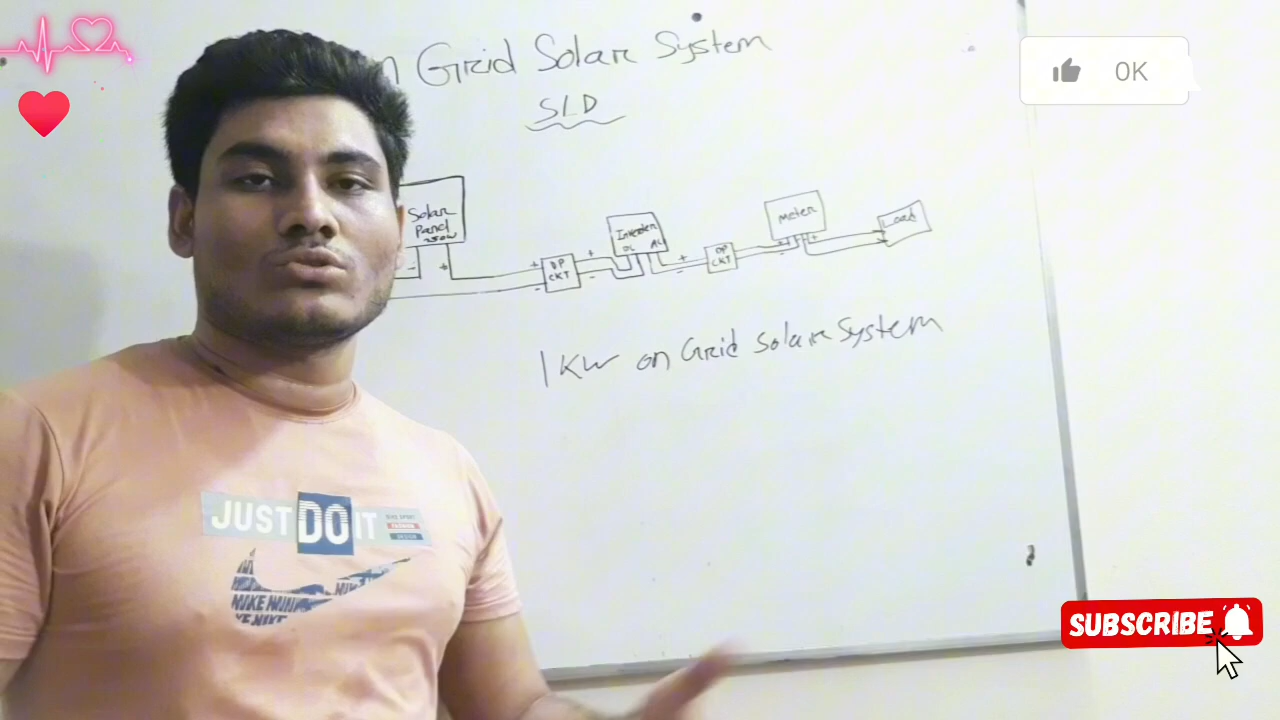 n Grid Solar System
SLD
OK
Solar
Panel
Inverter
DC AC
Meter
Load
DP
CKT
DP
CKT
+
-
1 KW on Grid Solar System
JUST DO IT
NIKE
SUBSCRIBE